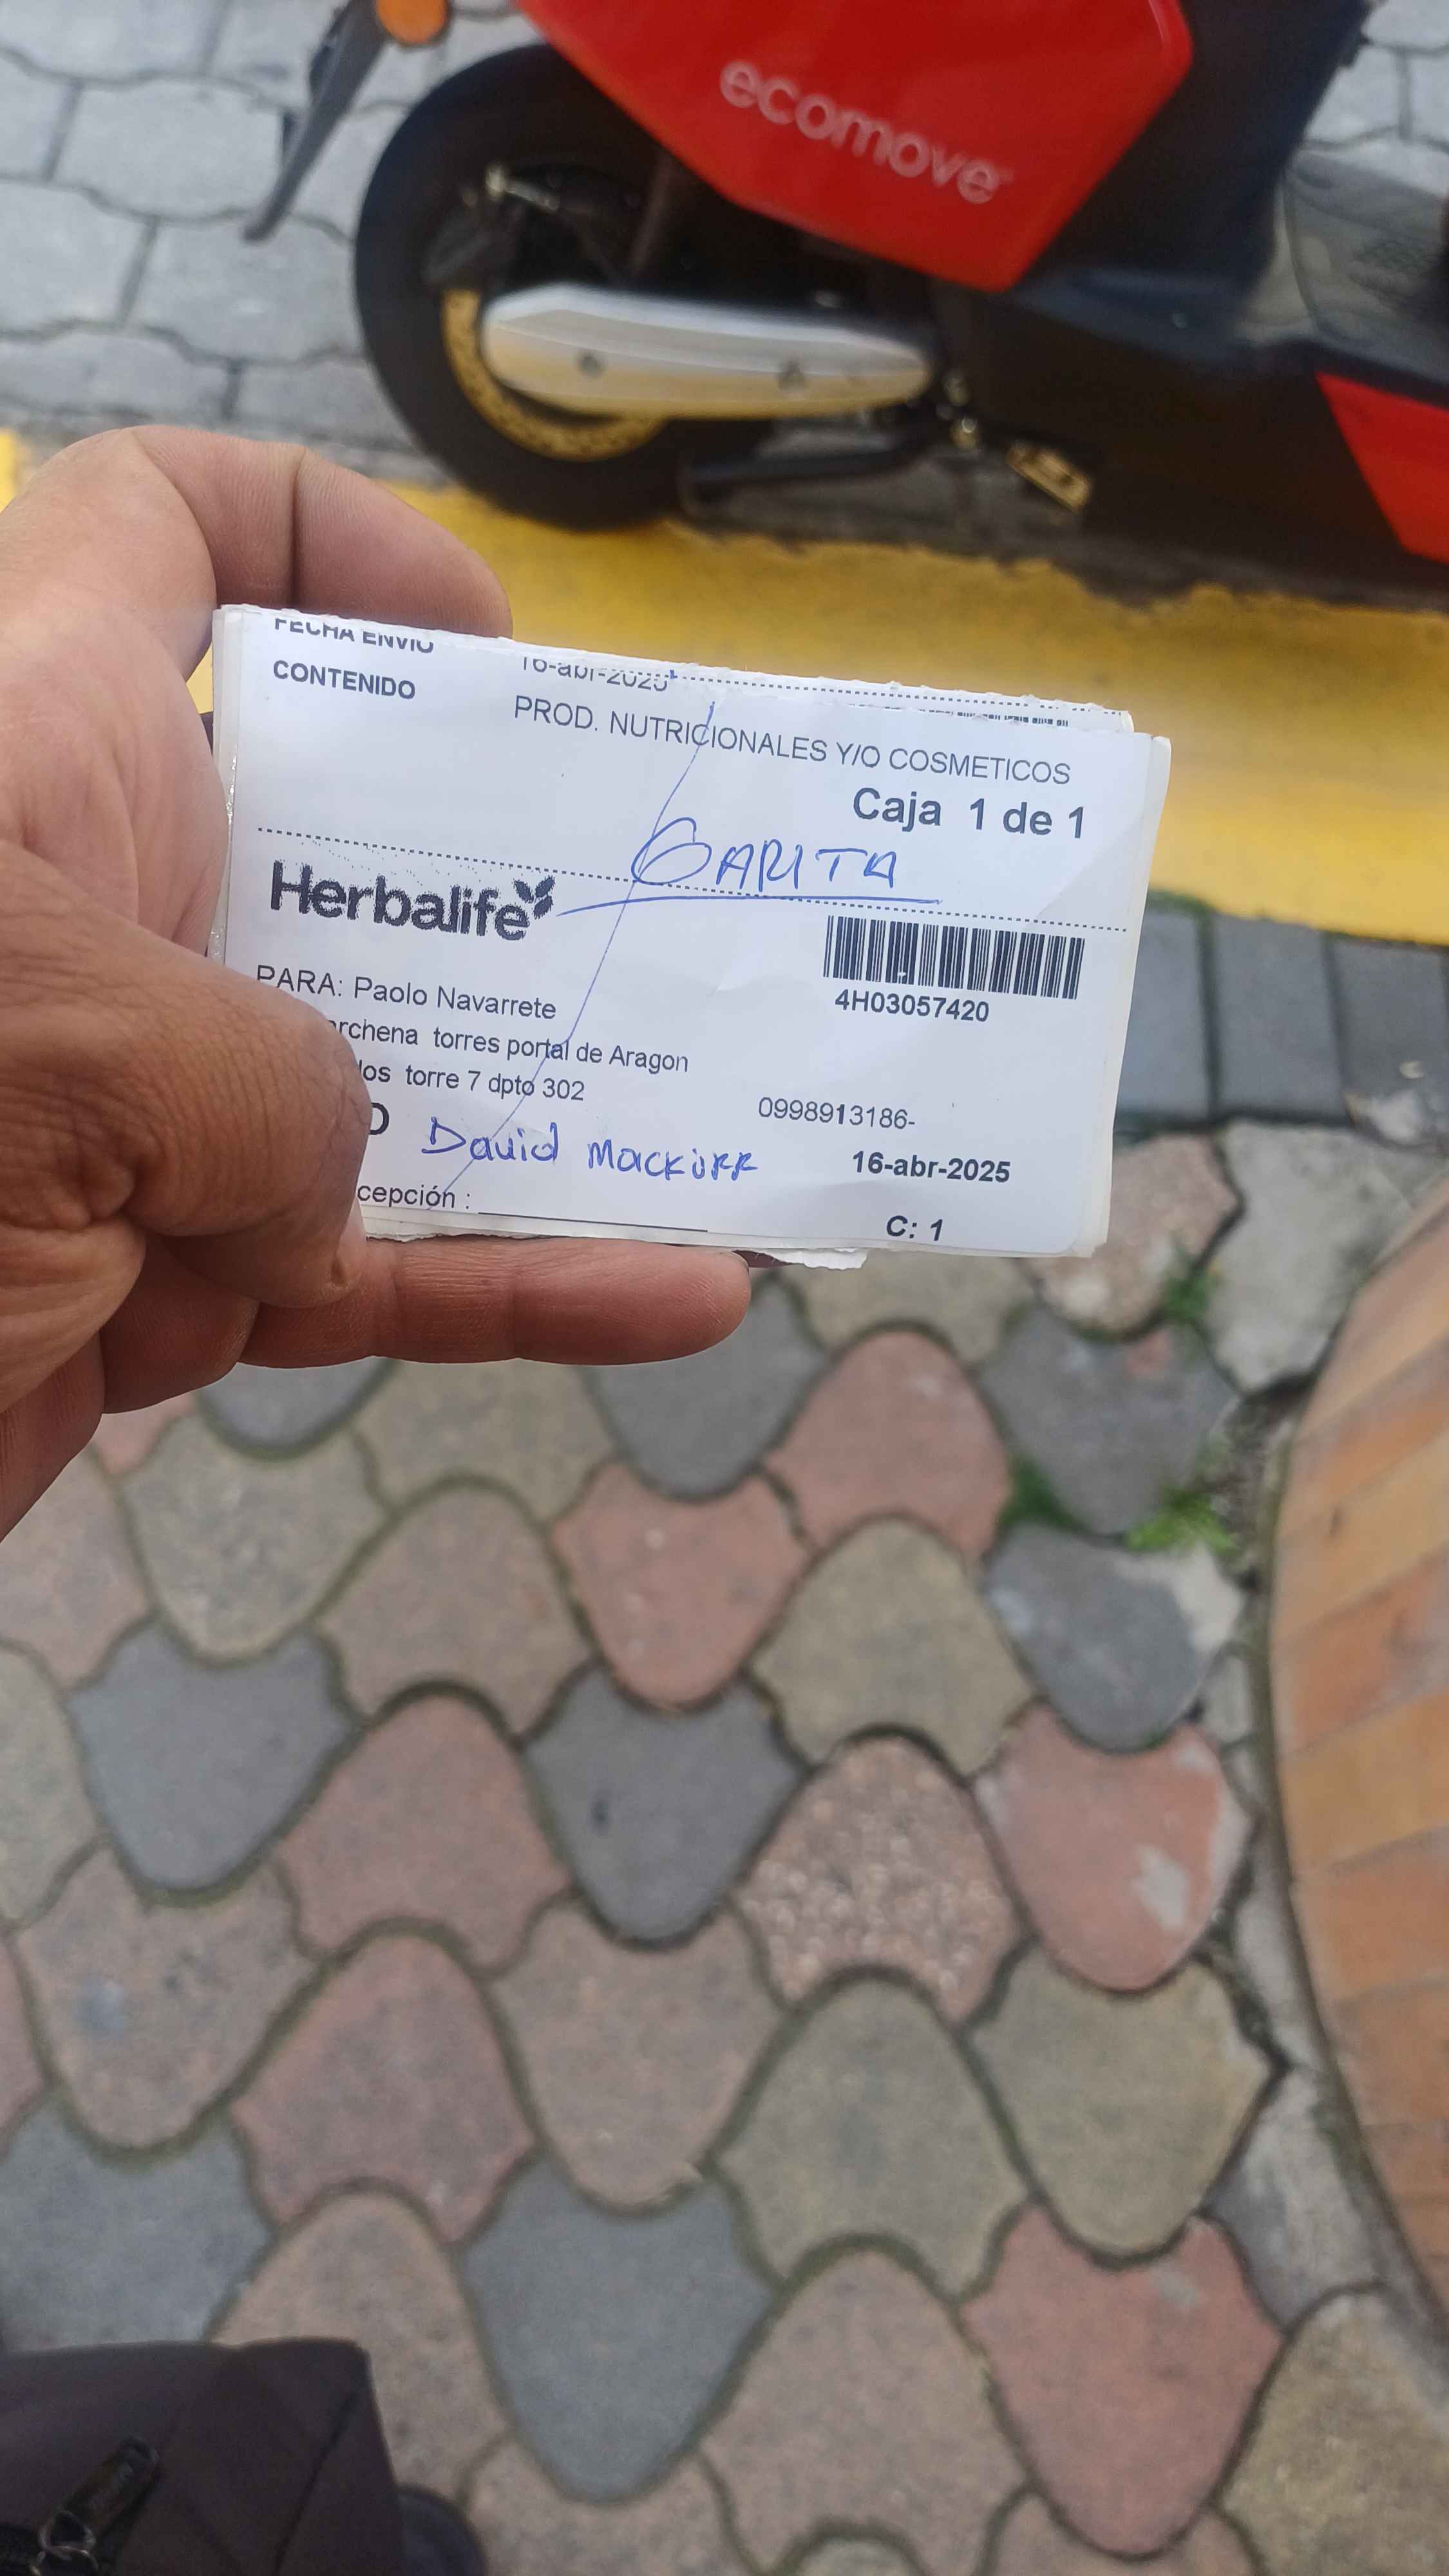 ecomove
FECHA ENVIO 16-abr-2025
CONTENIDO PROD. NUTRICIONALES Y/O COSMETICOS
Caja 1 de 1
GARITA
Herbalife
4H03057420
PARA: Paolo Navarrete
rchena torres portal de Aragon
los torre 7 dpto 302
0998913186-
O David
16-abr-2025
cepción :
C: 1